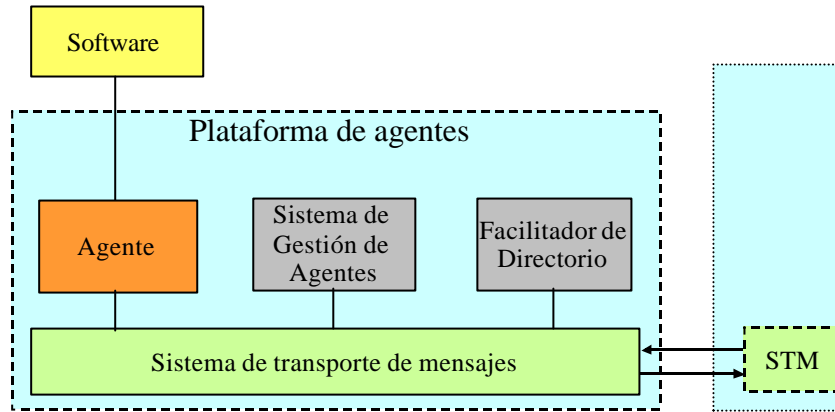 Software
Plataforma de agentes
Agente
Sistema de
Gestión de
Agentes
Facilitador de
Directorio
Sistema de transporte de mensajes
STM